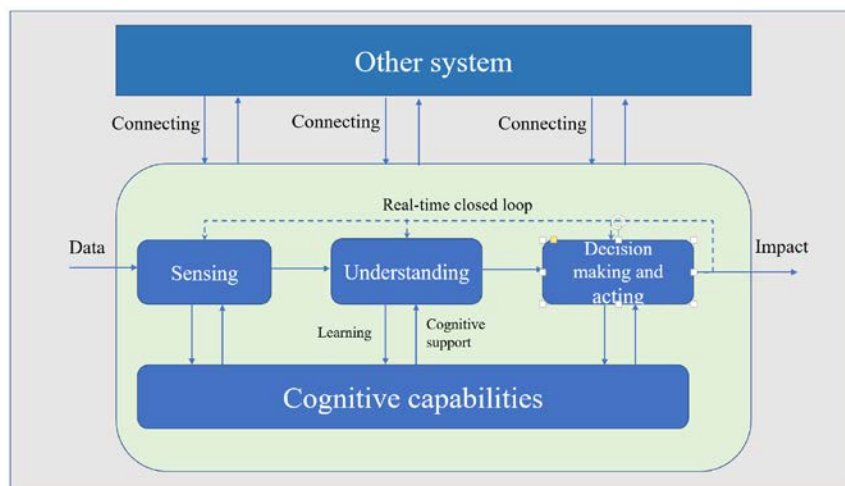 Other system
Connecting
Connecting
Connecting
Real-time closed loop
Data
Sensing
Understanding
Decision
making and
acting
Impact
Learning
Cognitive
support
Cognitive capabilities